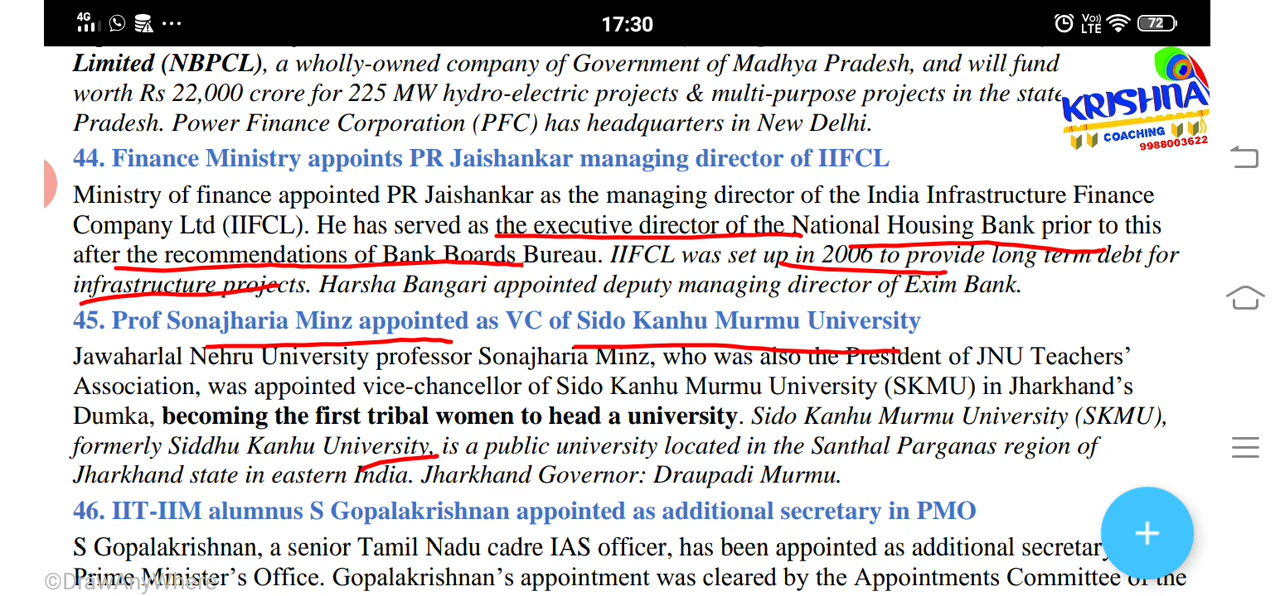 4G
17:30
Vo))
LTE
72
Limited (NBPCL), a wholly-owned company of Government of Madhya Pradesh, and will fund
worth Rs 22,000 crore for 225 MW hydro-electric projects & multi-purpose projects in the state
Pradesh. Power Finance Corporation (PFC) has headquarters in New Delhi.
KRISHNA
COACHING
9988003622
44. Finance Ministry appoints PR Jaishankar managing director of IIFCL
Ministry of finance appointed PR Jaishankar as the managing director of the India Infrastructure Finance
Company Ltd (IIFCL). He has served as the executive director of the National Housing Bank prior to this
after the recommendations of Bank Boards Bureau. IIFCL was set up in 2006 to provide long term debt for
infrastructure projects. Harsha Bangari appointed deputy managing director of Exim Bank.
45. Prof Sonajharia Minz appointed as VC of Sido Kanhu Murmu University
Jawaharlal Nehru University professor Sonajharia Minz, who was also the President of JNU Teachers’
Association, was appointed vice-chancellor of Sido Kanhu Murmu University (SKMU) in Jharkhand’s
Dumka, becoming the first tribal women to head a university. Sido Kanhu Murmu University (SKMU),
formerly Siddhu Kanhu University, is a public university located in the Santhal Parganas region of
Jharkhand state in eastern India. Jharkhand Governor: Draupadi Murmu.
46. IIT-IIM alumnus S Gopalakrishnan appointed as additional secretary in PMO
S Gopalakrishnan, a senior Tamil Nadu cadre IAS officer, has been appointed as additional secretary
Prime Minister’s Office. Gopalakrishnan’s appointment was cleared by the Appointments Committee of the
©DrawAnyWhere